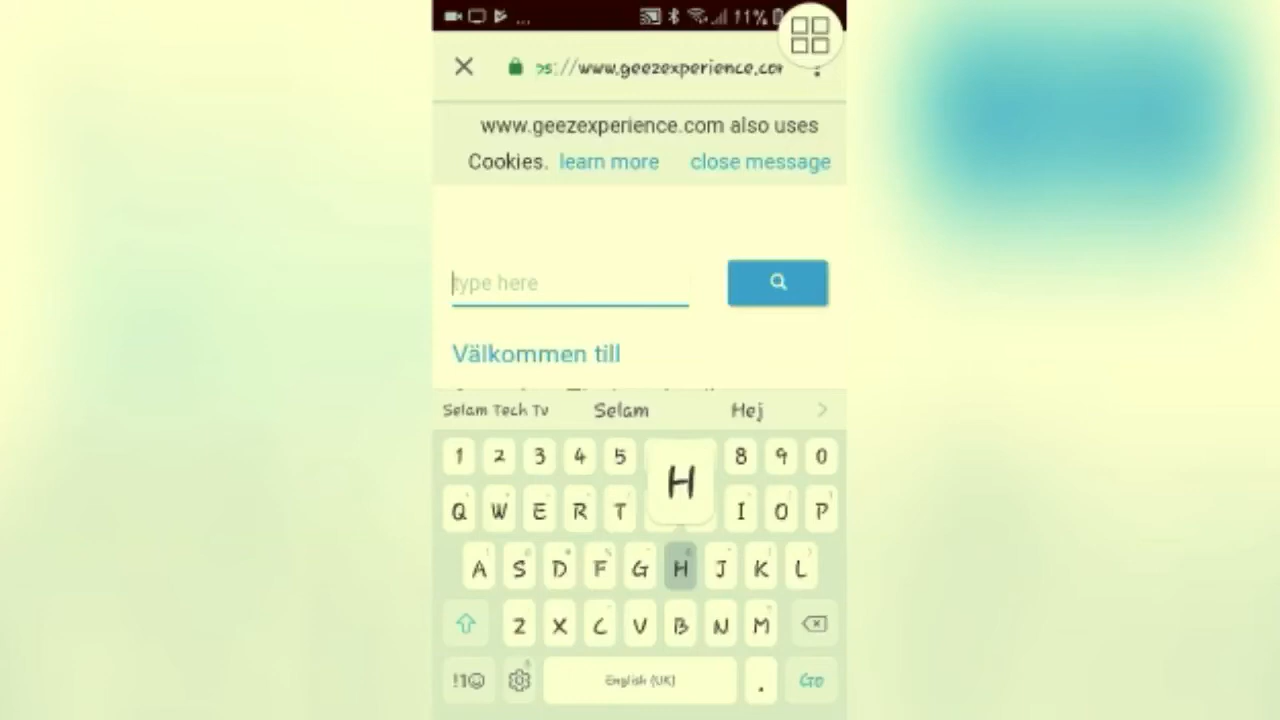 ... 11%
ps://www.geezexperience.com
www.geezexperience.com also uses
Cookies. learn more close message
type here
Välkommen till
Selam Tech Tv Selam Hej
1 2 3 4 5 8 9 0
H
Q W E R T I O P
A S D F G H J K L
Z X C V B N M
!1☺ English (UK) . Go